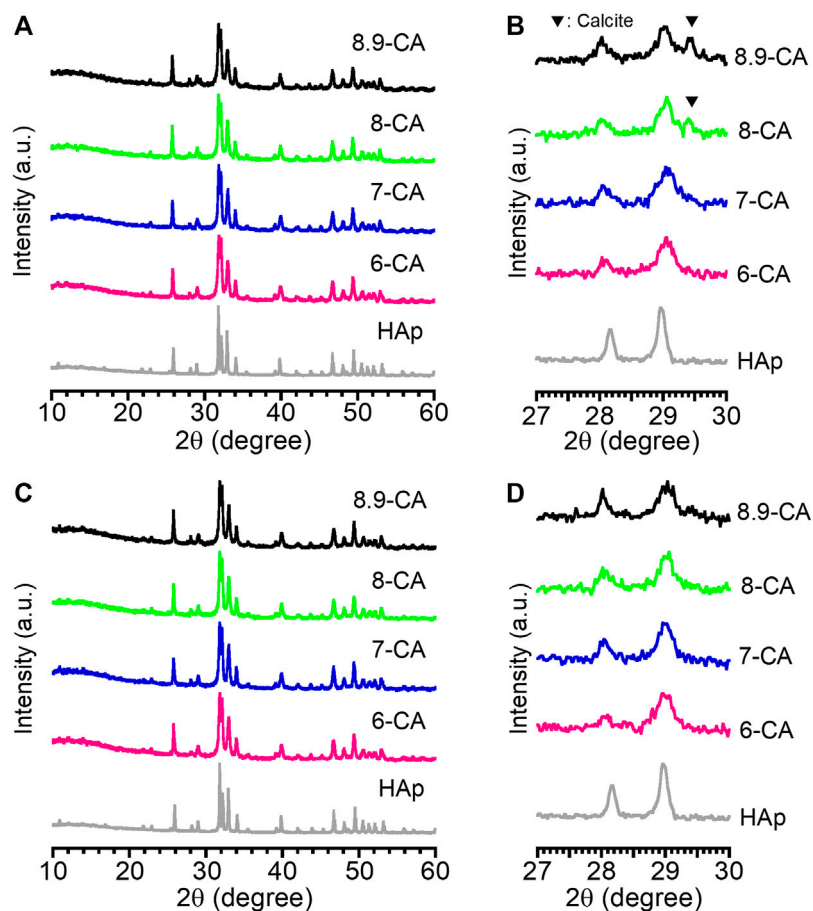 A
8.9-CA
8-CA
7-CA
6-CA
HAp
Intensity (a.u.)
10 20 30 40 50 60
2θ (degree)
B
▼: Calcite
8.9-CA
8-CA
7-CA
6-CA
HAp
Intensity (a.u.)
27 28 29 30
2θ (degree)
C
8.9-CA
8-CA
7-CA
6-CA
HAp
Intensity (a.u.)
10 20 30 40 50 60
2θ (degree)
D
8.9-CA
8-CA
7-CA
6-CA
HAp
Intensity (a.u.)
27 28 29 30
2θ (degree)